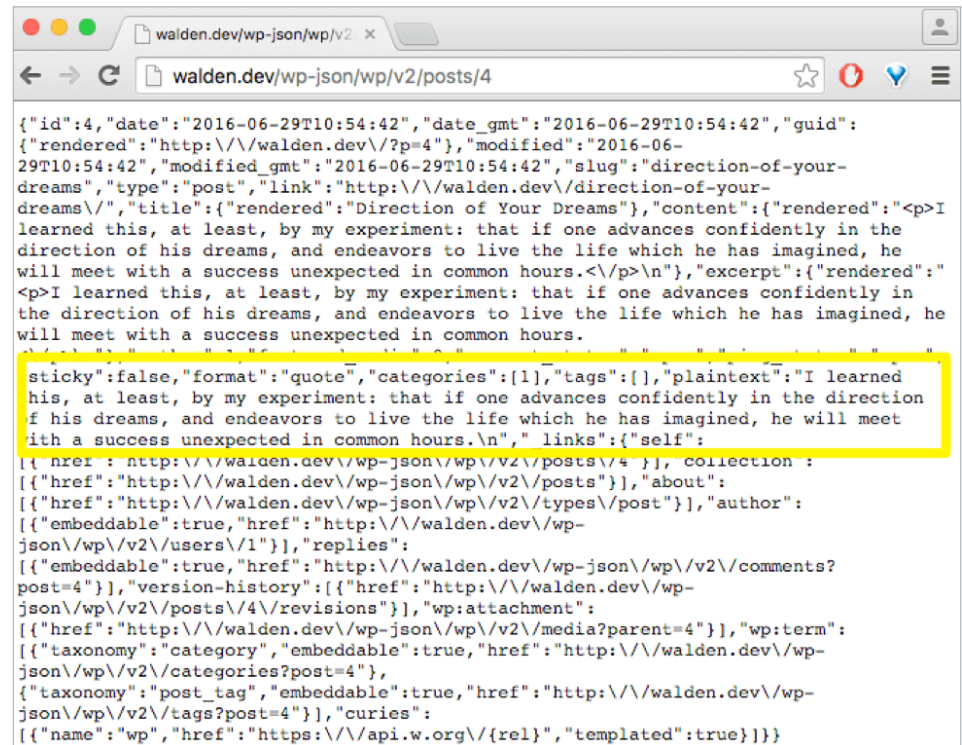 walden.dev/wp-json/wp/v2
walden.dev/wp-json/wp/v2/posts/4
{"id":4,"date":"2016-06-29T10:54:42","date_gmt":"2016-06-29T10:54:42","guid":
{"rendered":"http:\/\/walden.dev\/?p=4"},"modified":"2016-06-
29T10:54:42","modified_gmt":"2016-06-29T10:54:42","slug":"direction-of-your-
dreams","type":"post","link":"http:\/\/walden.dev\/direction-of-your-
dreams\/","title":{"rendered":"Direction of Your Dreams"},"content":{"rendered":"<p>I
learned this, at least, by my experiment: that if one advances confidently in the
direction of his dreams, and endeavors to live the life which he has imagined, he
will meet with a success unexpected in common hours.<\/p>\n"},"excerpt":{"rendered":"
<p>I learned this, at least, by my experiment: that if one advances confidently in
the direction of his dreams, and endeavors to live the life which he has imagined, he
will meet with a success unexpected in common hours.
sticky":false,"format":"quote","categories":[1],"tags":[],"plaintext":"I learned
this, at least, by my experiment: that if one advances confidently in the direction
of his dreams, and endeavors to live the life which he has imagined, he will meet
with a success unexpected in common hours.\n","_links":{"self":
[{"href":"http:\/\/walden.dev\/wp-json\/wp\/v2\/posts\/4"}],"collection":
[{"href":"http:\/\/walden.dev\/wp-json\/wp\/v2\/posts"}],"about":
[{"href":"http:\/\/walden.dev\/wp-json\/wp\/v2\/types\/post"}],"author":
[{"embeddable":true,"href":"http:\/\/walden.dev\/wp-
json\/wp\/v2\/users\/1"}],"replies":
[{"embeddable":true,"href":"http:\/\/walden.dev\/wp-json\/wp\/v2\/comments?
post=4"}],"version-history":[{"href":"http:\/\/walden.dev\/wp-
json\/wp\/v2\/posts\/4\/revisions"}],"wp:attachment":
[{"href":"http:\/\/walden.dev\/wp-json\/wp\/v2\/media?parent=4"}],"wp:term":
[{"taxonomy":"category","embeddable":true,"href":"http:\/\/walden.dev\/wp-
json\/wp\/v2\/categories?post=4"},
{"taxonomy":"post_tag","embeddable":true,"href":"http:\/\/walden.dev\/wp-
json\/wp\/v2\/tags?post=4"}],"curies":
[{"name":"wp","href":"https:\/\/api.w.org\/{rel}","templated":true}]}}